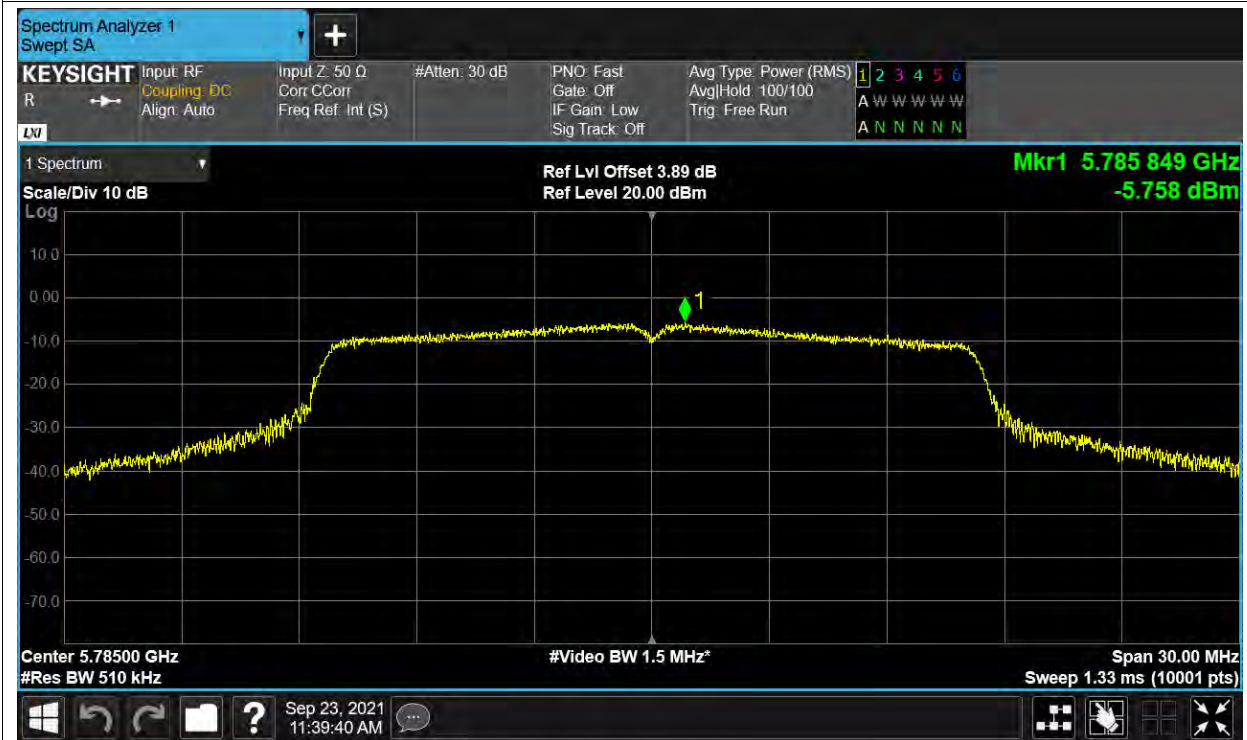 Spectrum Analyzer 1
Swept SA
+
KEYSIGHT Input: RF Input Z: 50 Ω #Atten: 30 dB PNO: Fast Avg Type: Power (RMS) 1 2 3 4 5 6
R Coupling: DC Corr CCorr Gate: Off Avg|Hold: 100/100 A W W W W W
Align: Auto Freq Ref: Int (S) IF Gain: Low Trig: Free Run
LXI Sig Track: Off A N N N N N
1 Spectrum
Ref Lvl Offset 3.89 dB Mkr1 5.785 849 GHz
Scale/Div 10 dB Ref Level 20.00 dBm -5.758 dBm
Log
10.0
0.00
1
-10.0
-20.0
-30.0
-40.0
-50.0
-60.0
-70.0
Center 5.78500 GHz #Video BW 1.5 MHz* Span 30.00 MHz
#Res BW 510 kHz Sweep 1.33 ms (10001 pts)
? Sep 23, 2021
11:39:40 AM